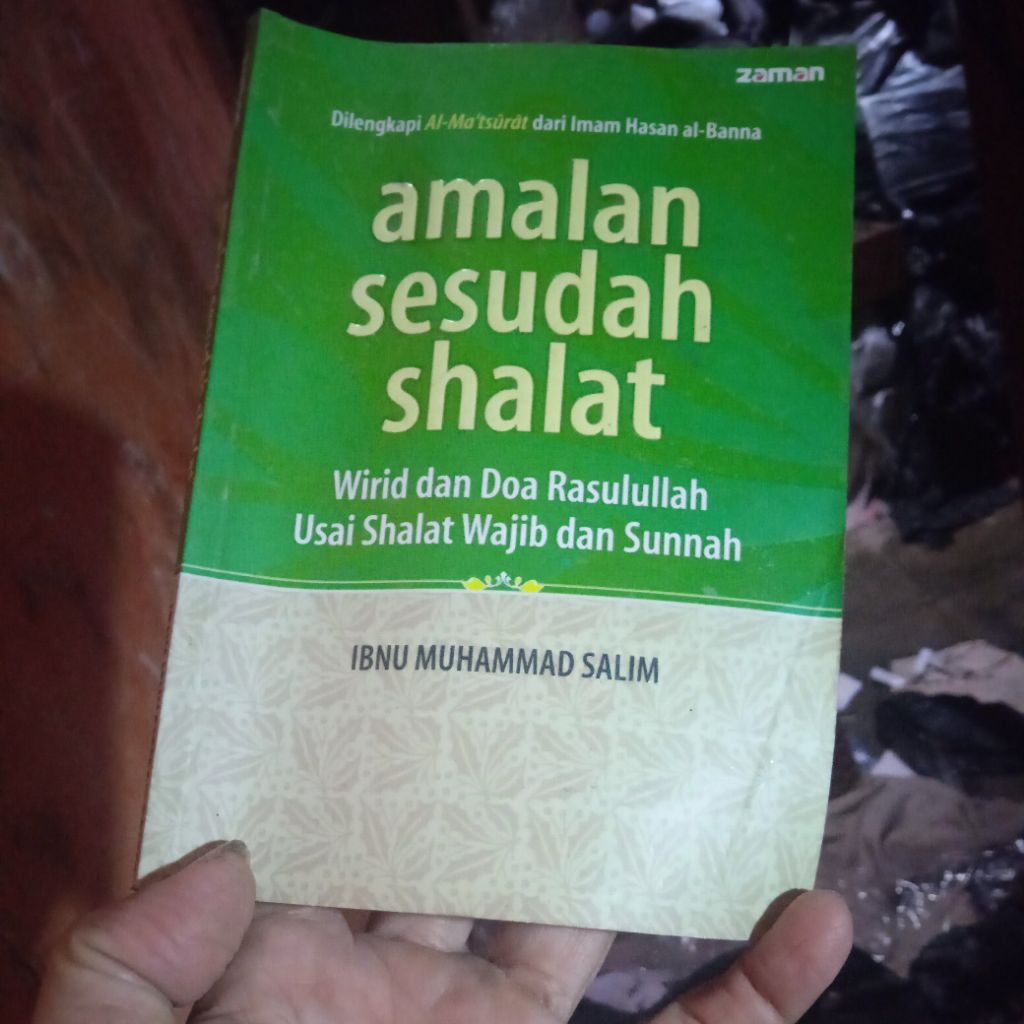 zaman
Dilengkapi Al-Ma'tsûrât dari Imam Hasan al-Banna
amalan
sesudah
shalat
Wirid dan Doa Rasulullah
Usai Shalat Wajib dan Sunnah
IBNU MUHAMMAD SALIM